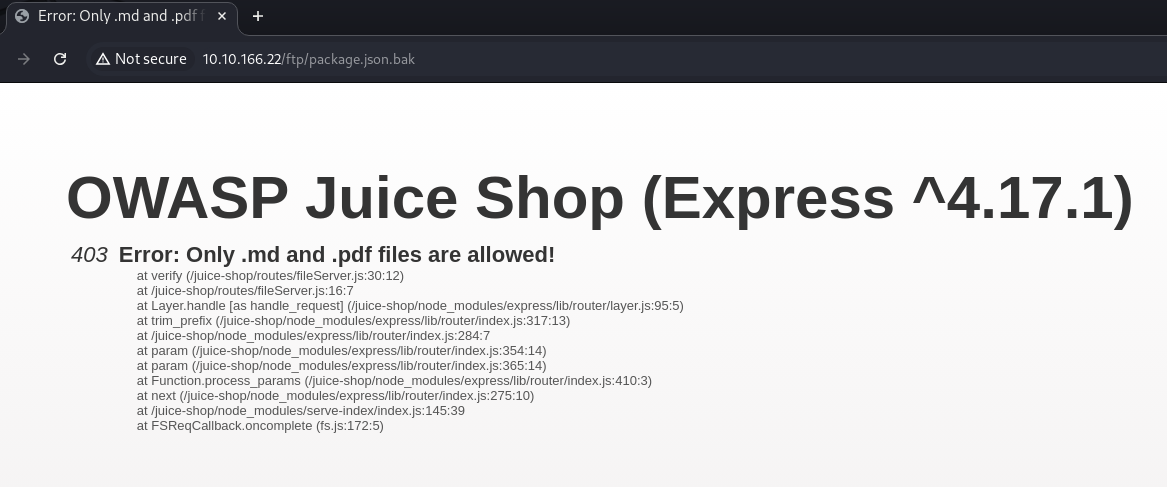 Error: Only .md and .pdf f
Not secure 10.10.166.22/ftp/package.json.bak
OWASP Juice Shop (Express ^4.17.1)
403 Error: Only .md and .pdf files are allowed!
at verify (/juice-shop/routes/fileServer.js:30:12)
at /juice-shop/routes/fileServer.js:16:7
at Layer.handle [as handle_request] (/juice-shop/node_modules/express/lib/router/layer.js:95:5)
at trim_prefix (/juice-shop/node_modules/express/lib/router/index.js:317:13)
at /juice-shop/node_modules/express/lib/router/index.js:284:7
at param (/juice-shop/node_modules/express/lib/router/index.js:354:14)
at param (/juice-shop/node_modules/express/lib/router/index.js:365:14)
at Function.process_params (/juice-shop/node_modules/express/lib/router/index.js:410:3)
at next (/juice-shop/node_modules/express/lib/router/index.js:275:10)
at /juice-shop/node_modules/serve-index/index.js:145:39
at FSReqCallback.oncomplete (fs.js:172:5)